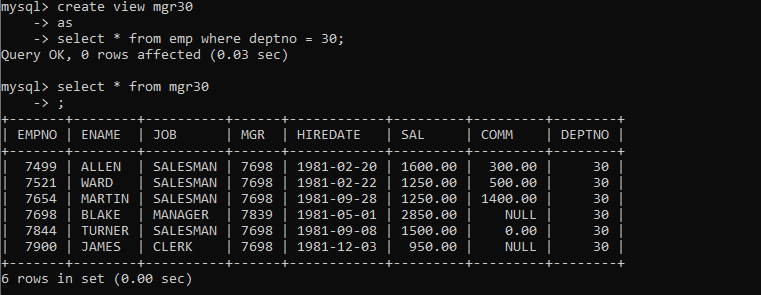 mysql> create view mgr30
    -> as
    -> select * from emp where deptno = 30;
Query OK, 0 rows affected (0.03 sec)

mysql> select * from mgr30
    -> ;
+-------+--------+----------+------+------------+---------+---------+--------+
| EMPNO | ENAME  | JOB      | MGR  | HIREDATE   | SAL     | COMM    | DEPTNO |
+-------+--------+----------+------+------------+---------+---------+--------+
|  7499 | ALLEN  | SALESMAN | 7698 | 1981-02-20 | 1600.00 |  300.00 |     30 |
|  7521 | WARD   | SALESMAN | 7698 | 1981-02-22 | 1250.00 |  500.00 |     30 |
|  7654 | MARTIN | SALESMAN | 7698 | 1981-09-28 | 1250.00 | 1400.00 |     30 |
|  7698 | BLAKE  | MANAGER  | 7839 | 1981-05-01 | 2850.00 |    NULL |     30 |
|  7844 | TURNER | SALESMAN | 7698 | 1981-09-08 | 1500.00 |    0.00 |     30 |
|  7900 | JAMES  | CLERK    | 7698 | 1981-12-03 |  950.00 |    NULL |     30 |
+-------+--------+----------+------+------------+---------+---------+--------+
6 rows in set (0.00 sec)